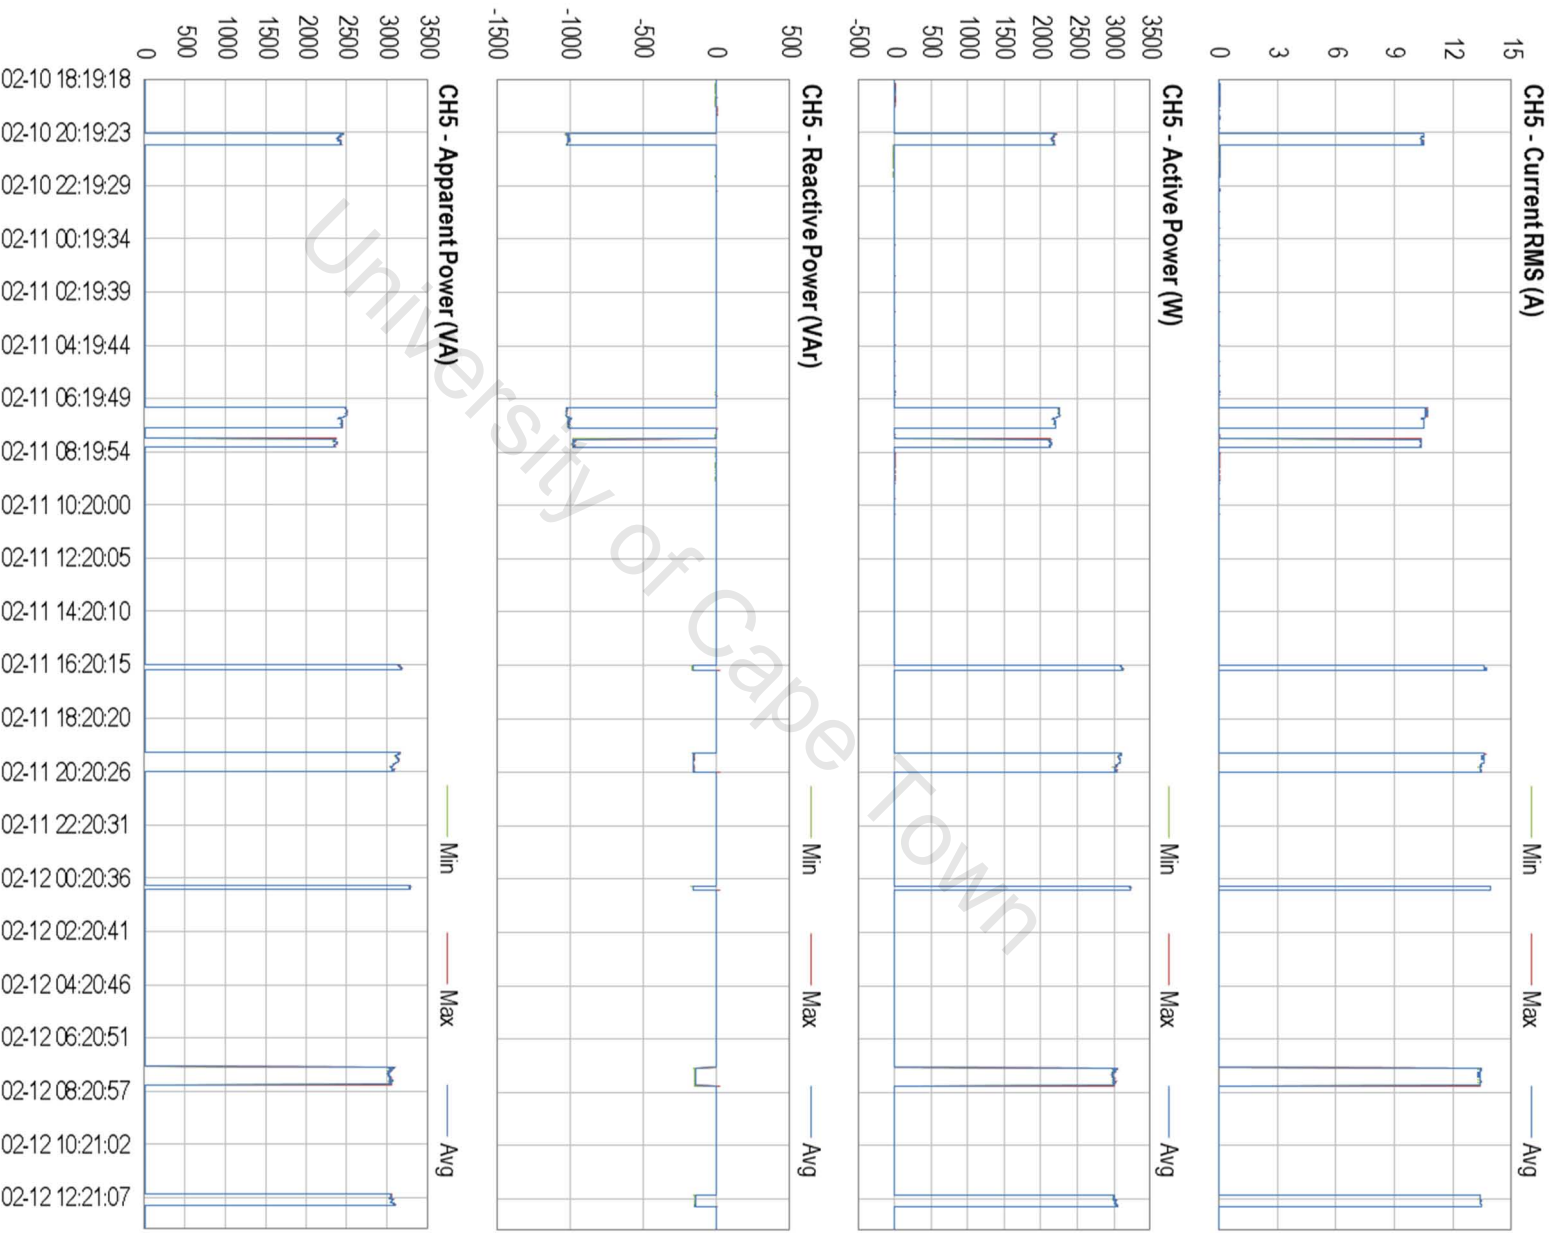 CH5 - Current RMS (A)
Min
Max
Avg
15
12
9
6
3
0
CH5 - Active Power (W)
Min
Max
Avg
3500
3000
2500
2000
1500
1000
500
0
-500
CH5 - Reactive Power (VAr)
Min
Max
Avg
500
0
-500
-1000
-1500
CH5 - Apparent Power (VA)
Min
Max
Avg
3500
3000
2500
2000
1500
1000
500
0
02-10 18:19:18
02-10 20:19:23
02-10 22:19:29
02-11 00:19:34
02-11 02:19:39
02-11 04:19:44
02-11 06:19:49
02-11 08:19:54
02-11 10:20:00
02-11 12:20:05
02-11 14:20:10
02-11 16:20:15
02-11 18:20:20
02-11 20:20:26
02-11 22:20:31
02-12 00:20:36
02-12 02:20:41
02-12 04:20:46
02-12 06:20:51
02-12 08:20:57
02-12 10:21:02
02-12 12:21:07
University of Cape Town